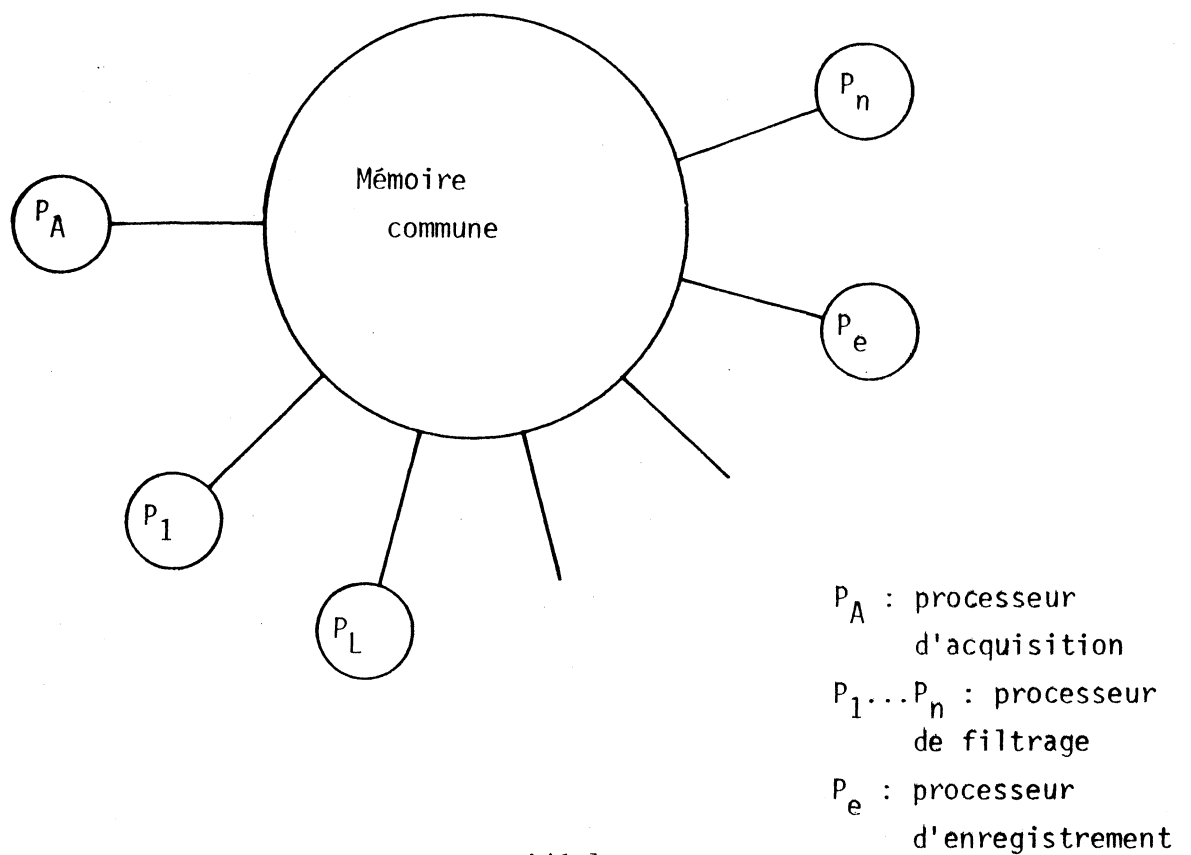 P_n
Mémoire
commune
P_A
P_e
P_1
P_L
P_A : processeur
d'acquisition
P_1...P_n : processeur
de filtrage
P_e : processeur
d'enregistrement